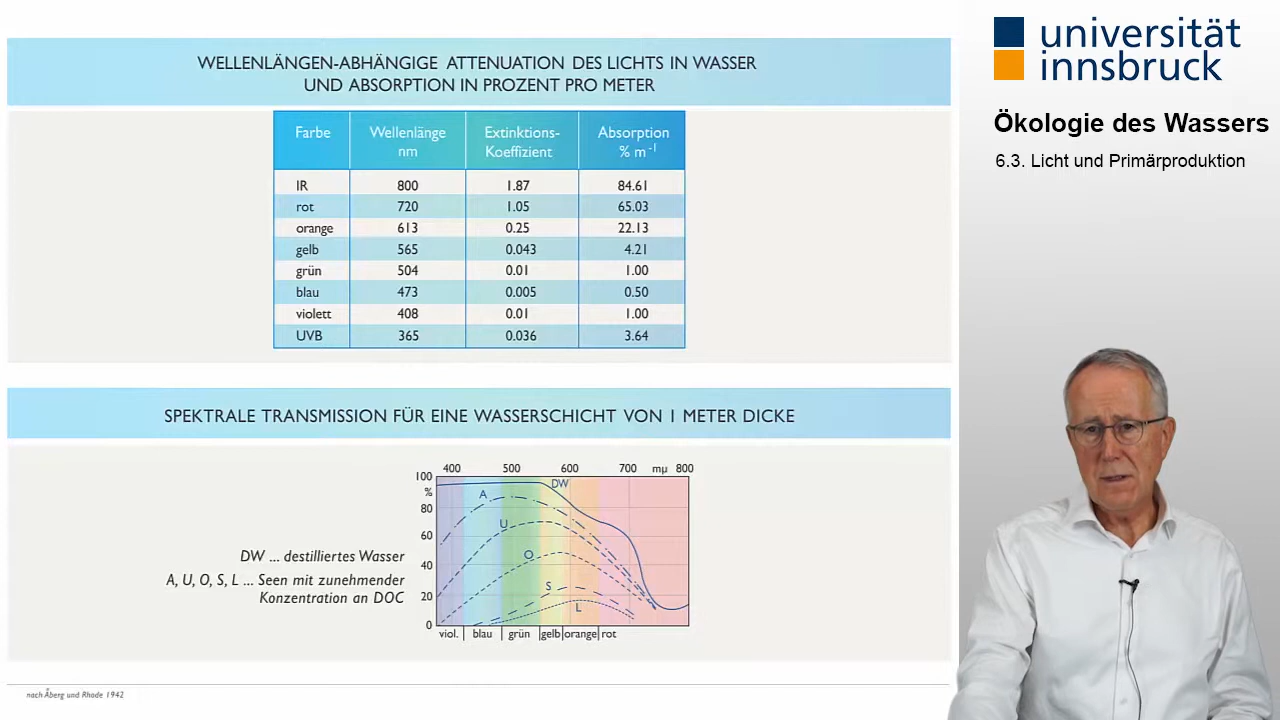 WELLENLÄNGEN-ABHÄNGIGE ATTENUATION DES LICHTS IN WASSER
UND ABSORPTION IN PROZENT PRO METER
Farbe Wellenlänge nm Extinktions-Koeffizient Absorption % m⁻¹
IR 800 1.87 84.61
rot 720 1.05 65.03
orange 613 0.25 22.13
gelb 565 0.043 4.21
grün 504 0.01 1.00
blau 473 0.005 0.50
violett 408 0.01 1.00
UVB 365 0.036 3.64
SPEKTRALE TRANSMISSION FÜR EINE WASSERSCHICHT VON 1 METER DICKE
DW ... destilliertes Wasser
A, U, O, S, L ... Seen mit zunehmender
Konzentration an DOC
400 500 600 700 mµ 800
100
%
80
60
40
20
0
DW
A
U
O
S
L
viol. blau grün gelb orange rot
nach Åberg und Rhode 1942
universität
innsbruck
Ökologie des Wassers
6.3. Licht und Primärproduktion